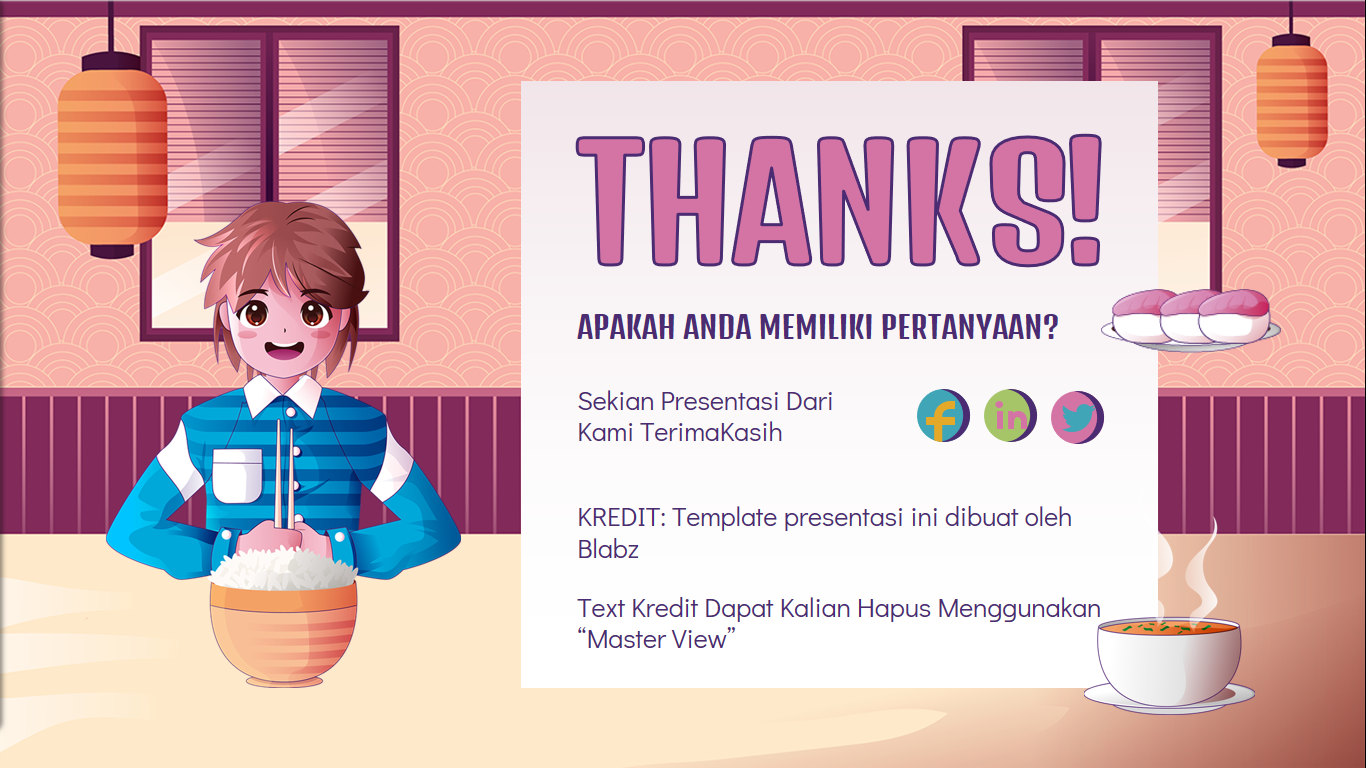 THANKS!
APAKAH ANDA MEMILIKI PERTANYAAN?
Sekian Presentasi Dari
Kami TerimaKasih
f
in
KREDIT: Template presentasi ini dibuat oleh
Blabz
Text Kredit Dapat Kalian Hapus Menggunakan
“Master View”